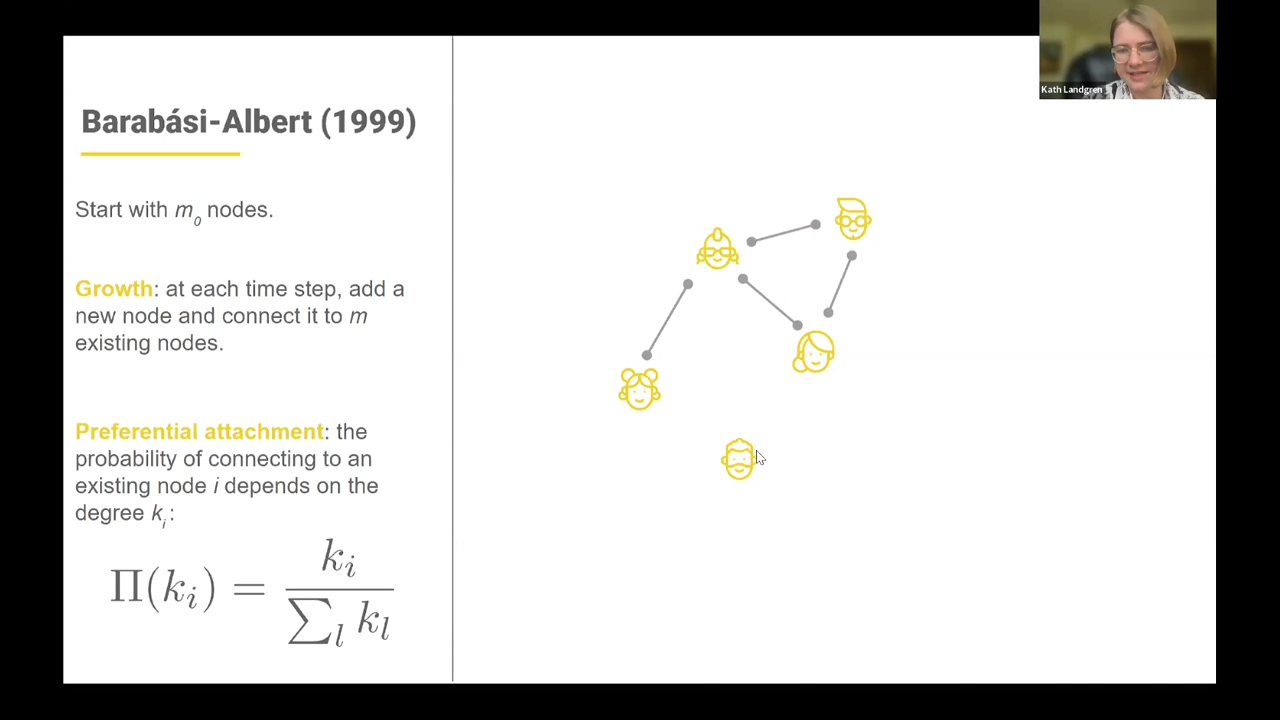 Kath Landgren
Barabási-Albert (1999)
Start with m₀ nodes.
Growth: at each time step, add a
new node and connect it to m
existing nodes.
Preferential attachment: the
probability of connecting to an
existing node i depends on the
degree kᵢ:
Π(kᵢ) = kᵢ / ∑ₗ kₗ